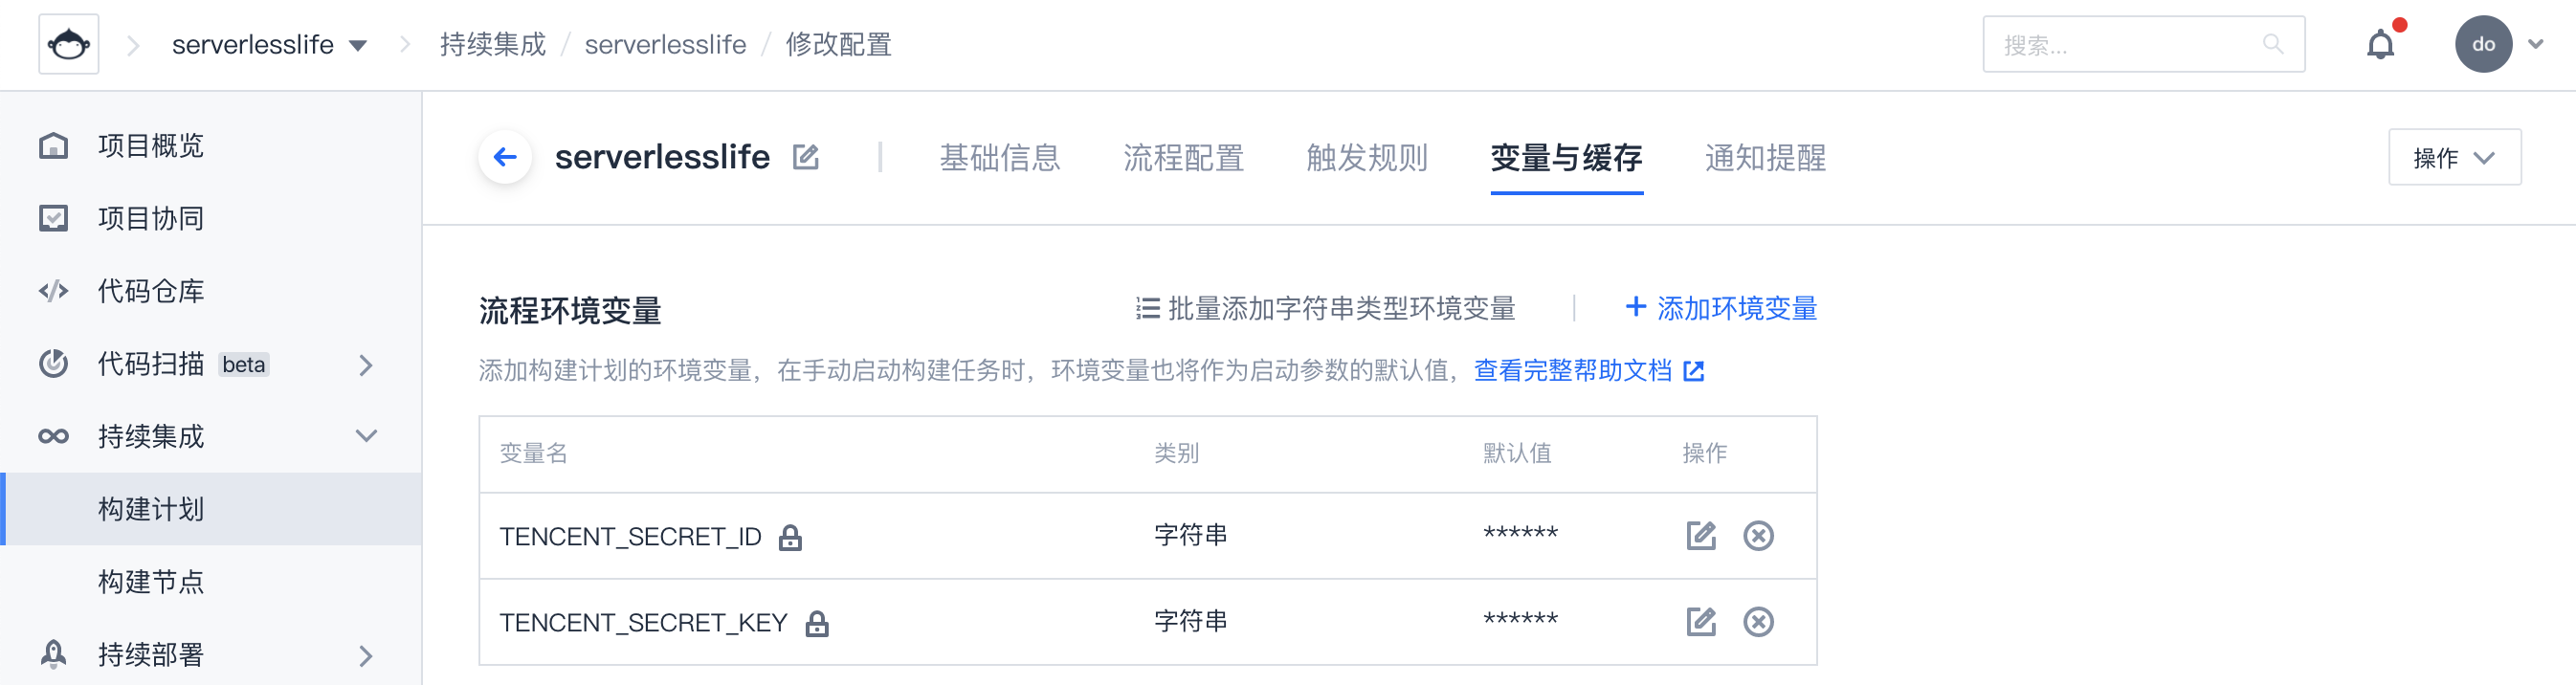 serverlesslife 持续集成 / serverlesslife / 修改配置 搜索... do
项目概览
项目协同
代码仓库
代码扫描 beta
持续集成
构建计划
构建节点
持续部署
serverlesslife 基础信息 流程配置 触发规则 变量与缓存 通知提醒 操作
流程环境变量 批量添加字符串类型环境变量 + 添加环境变量
添加构建计划的环境变量，在手动启动构建任务时，环境变量也将作为启动参数的默认值，查看完整帮助文档
变量名 类别 默认值 操作
TENCENT_SECRET_ID 字符串 ******
TENCENT_SECRET_KEY 字符串 ******